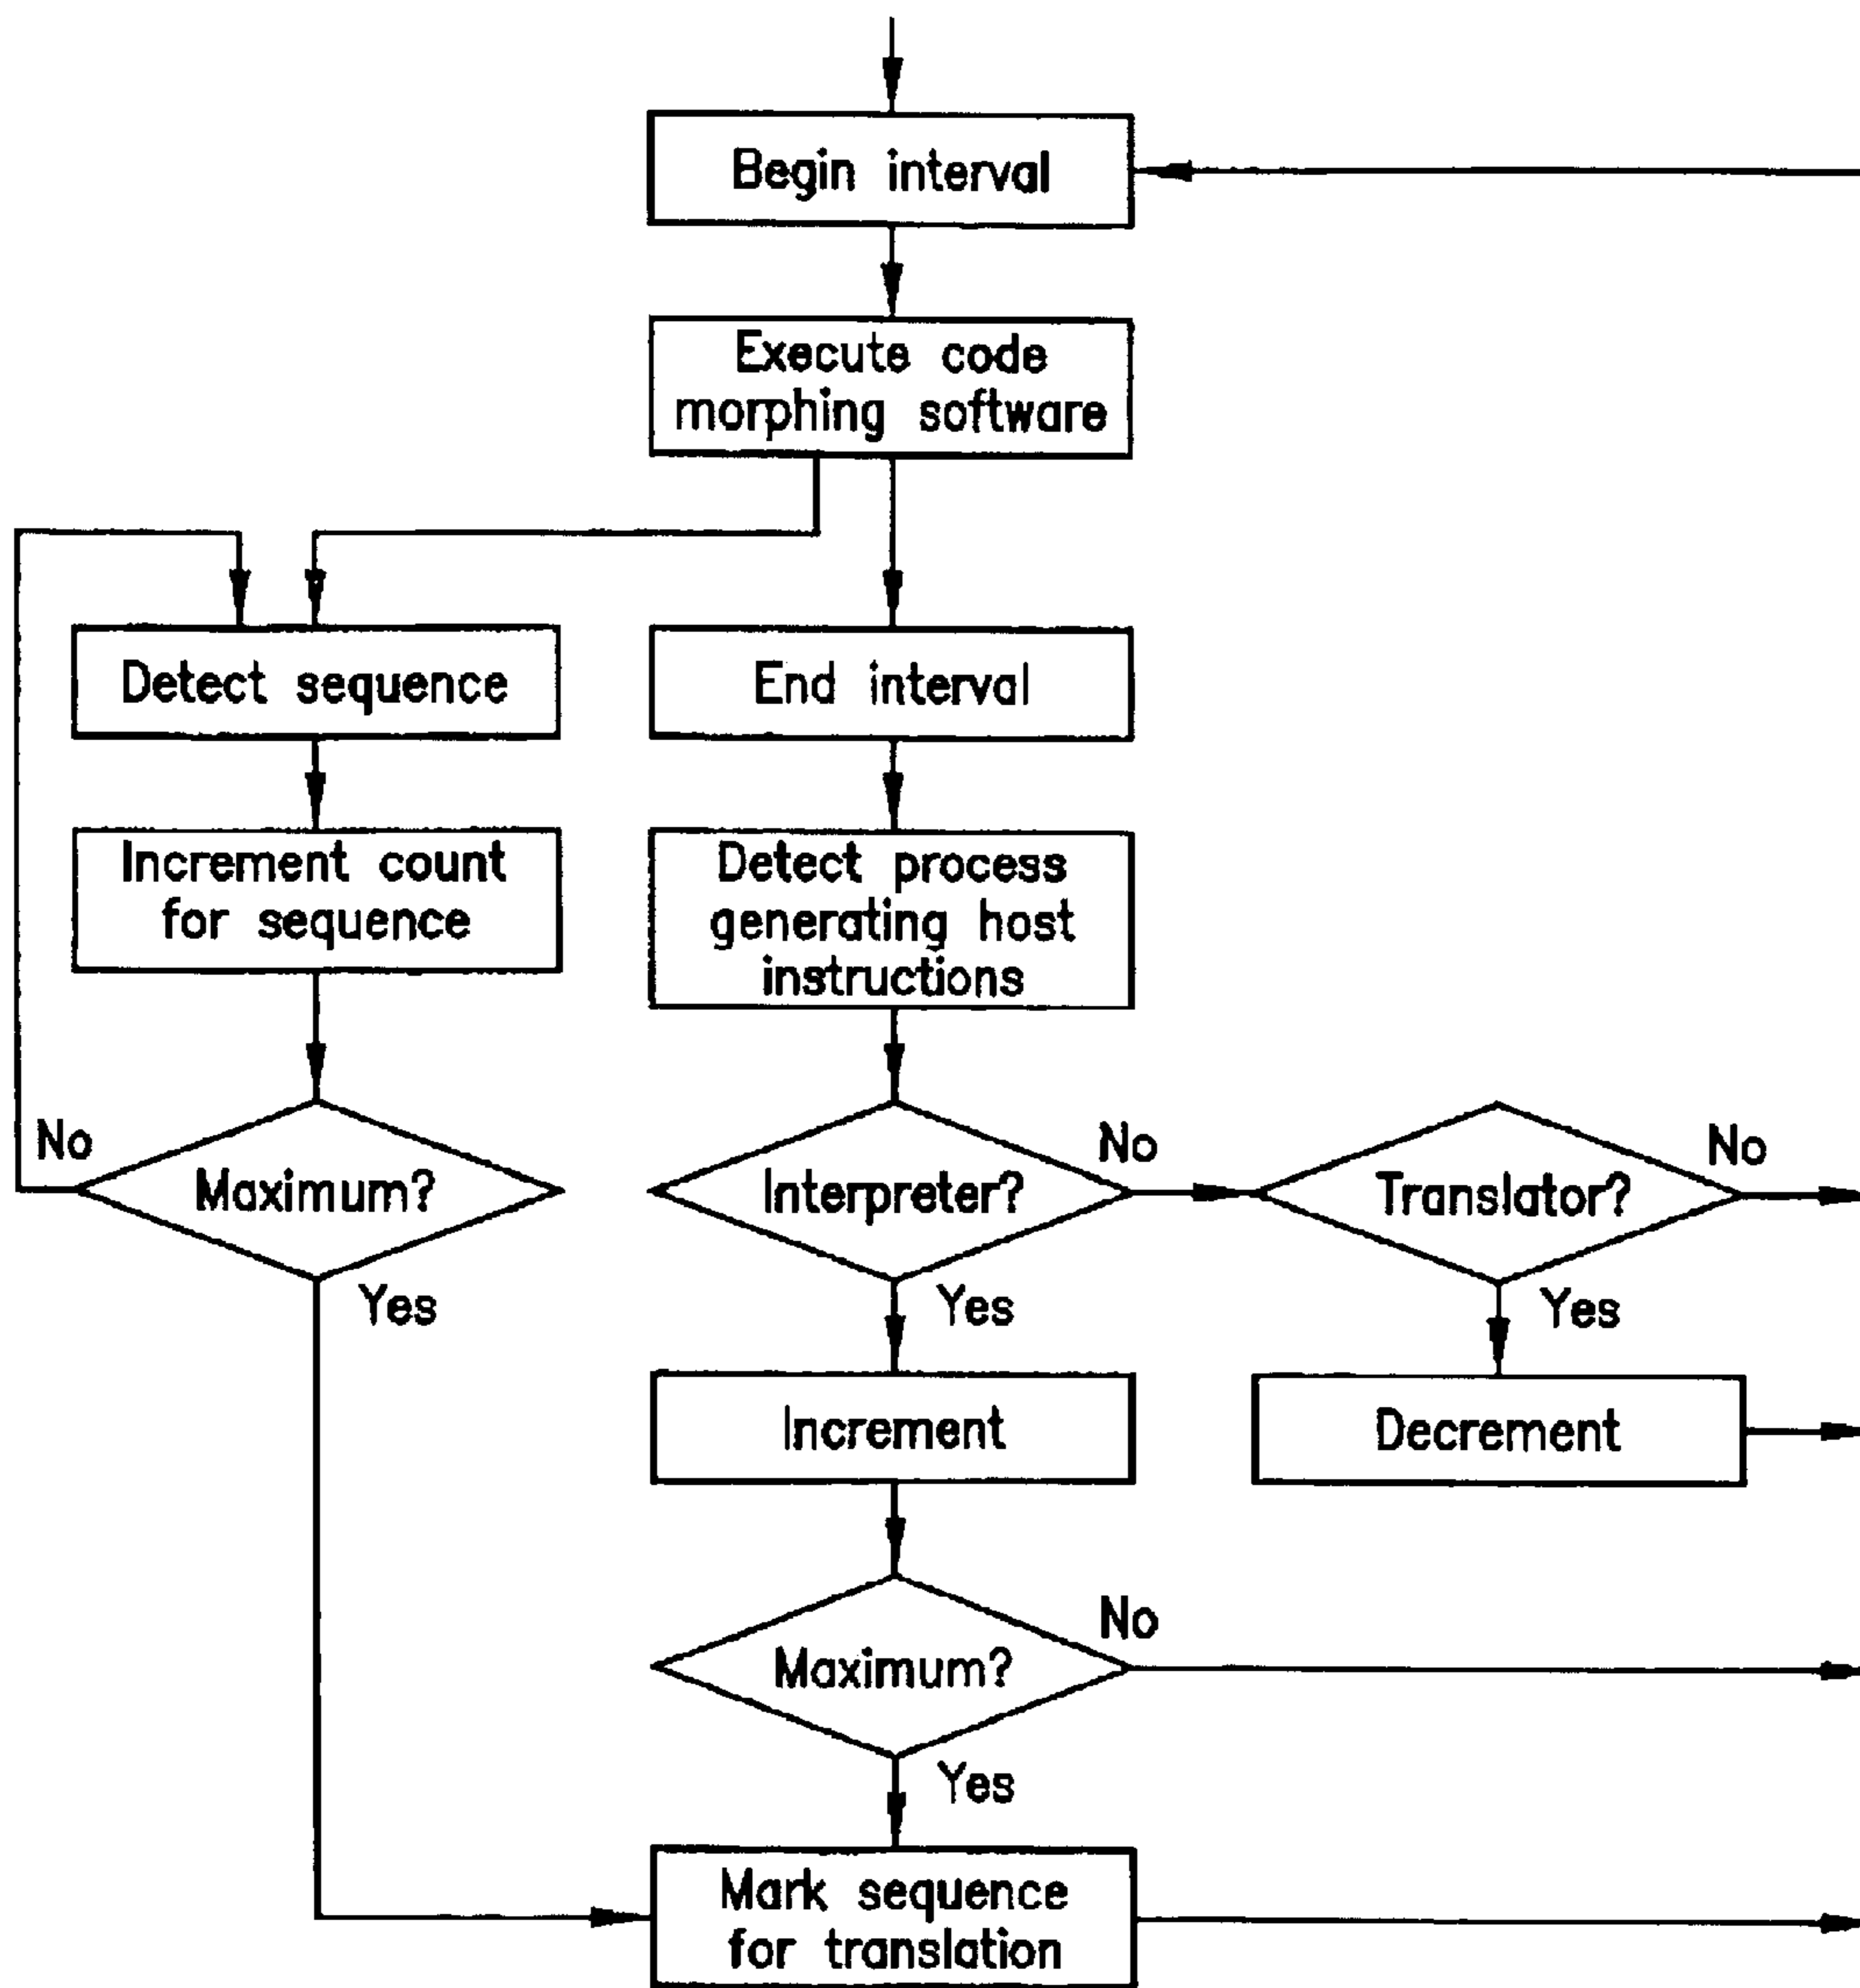 Begin interval
Execute code
morphing software
Detect sequence
End interval
Increment count
for sequence
Detect process
generating host
instructions
No
Maximum?
Yes
Interpreter?
No
Yes
Translator?
No
Yes
Increment
Decrement
Maximum?
No
Yes
Mark sequence
for translation